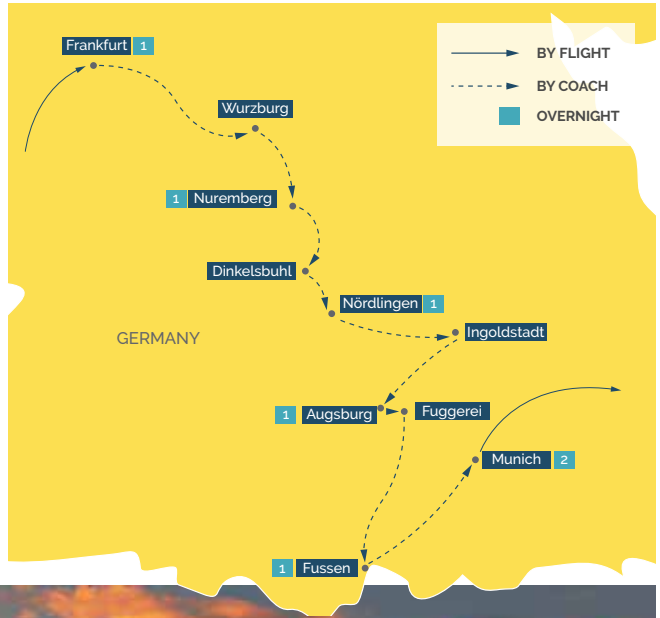 Frankfurt 1
BY FLIGHT
BY COACH
OVERNIGHT
Wurzburg
1 Nuremberg
Dinkelsbuhl
Nördlingen 1
Ingoldstadt
GERMANY
1 Augsburg
Fuggerei
Munich 2
1 Fussen